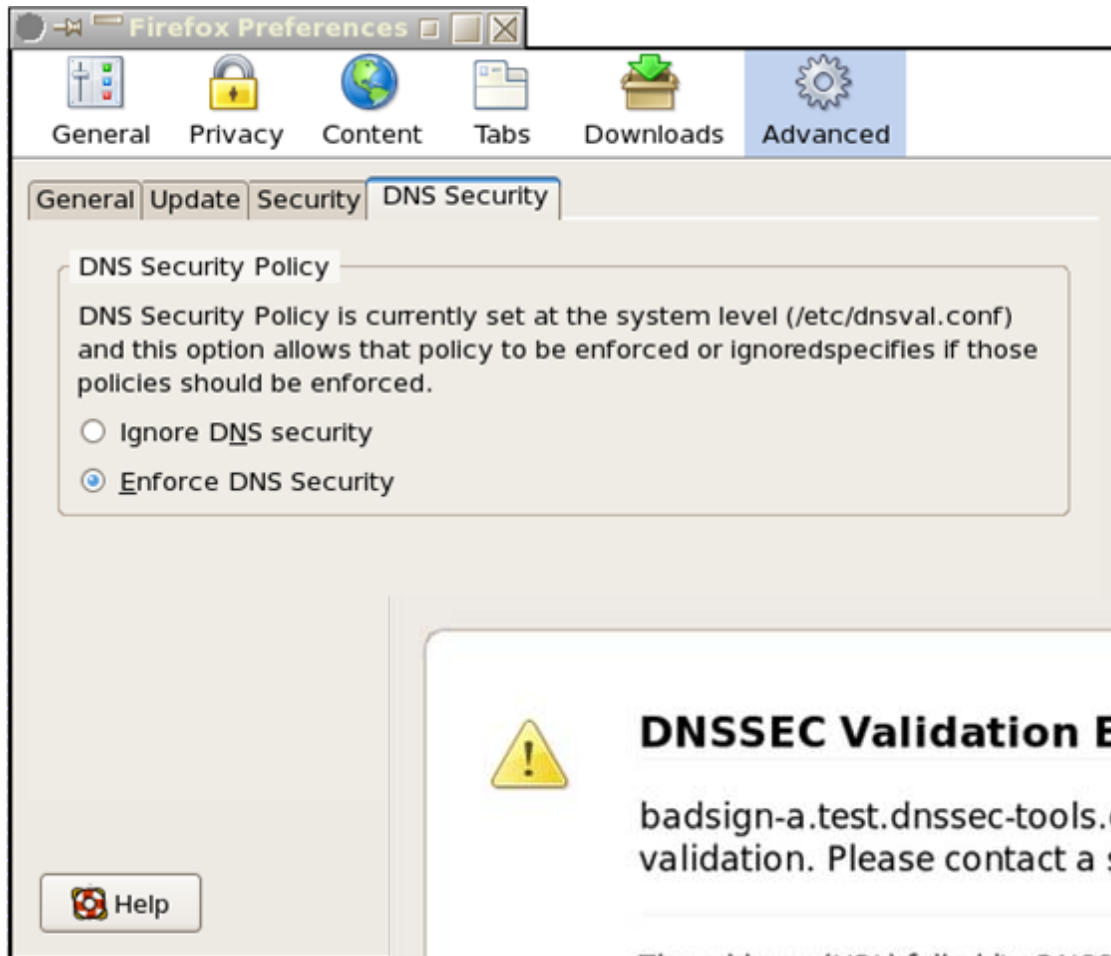 Firefox Preferences
General Privacy Content Tabs Downloads Advanced
General Update Security DNS Security
DNS Security Policy
DNS Security Policy is currently set at the system level (/etc/dnsval.conf)
and this option allows that policy to be enforced or ignoredspecifies if those
policies should be enforced.
Ignore DNS security
Enforce DNS Security
DNSSEC Validation
badsign-a.test.dnssec-tools.
validation. Please contact a
Help